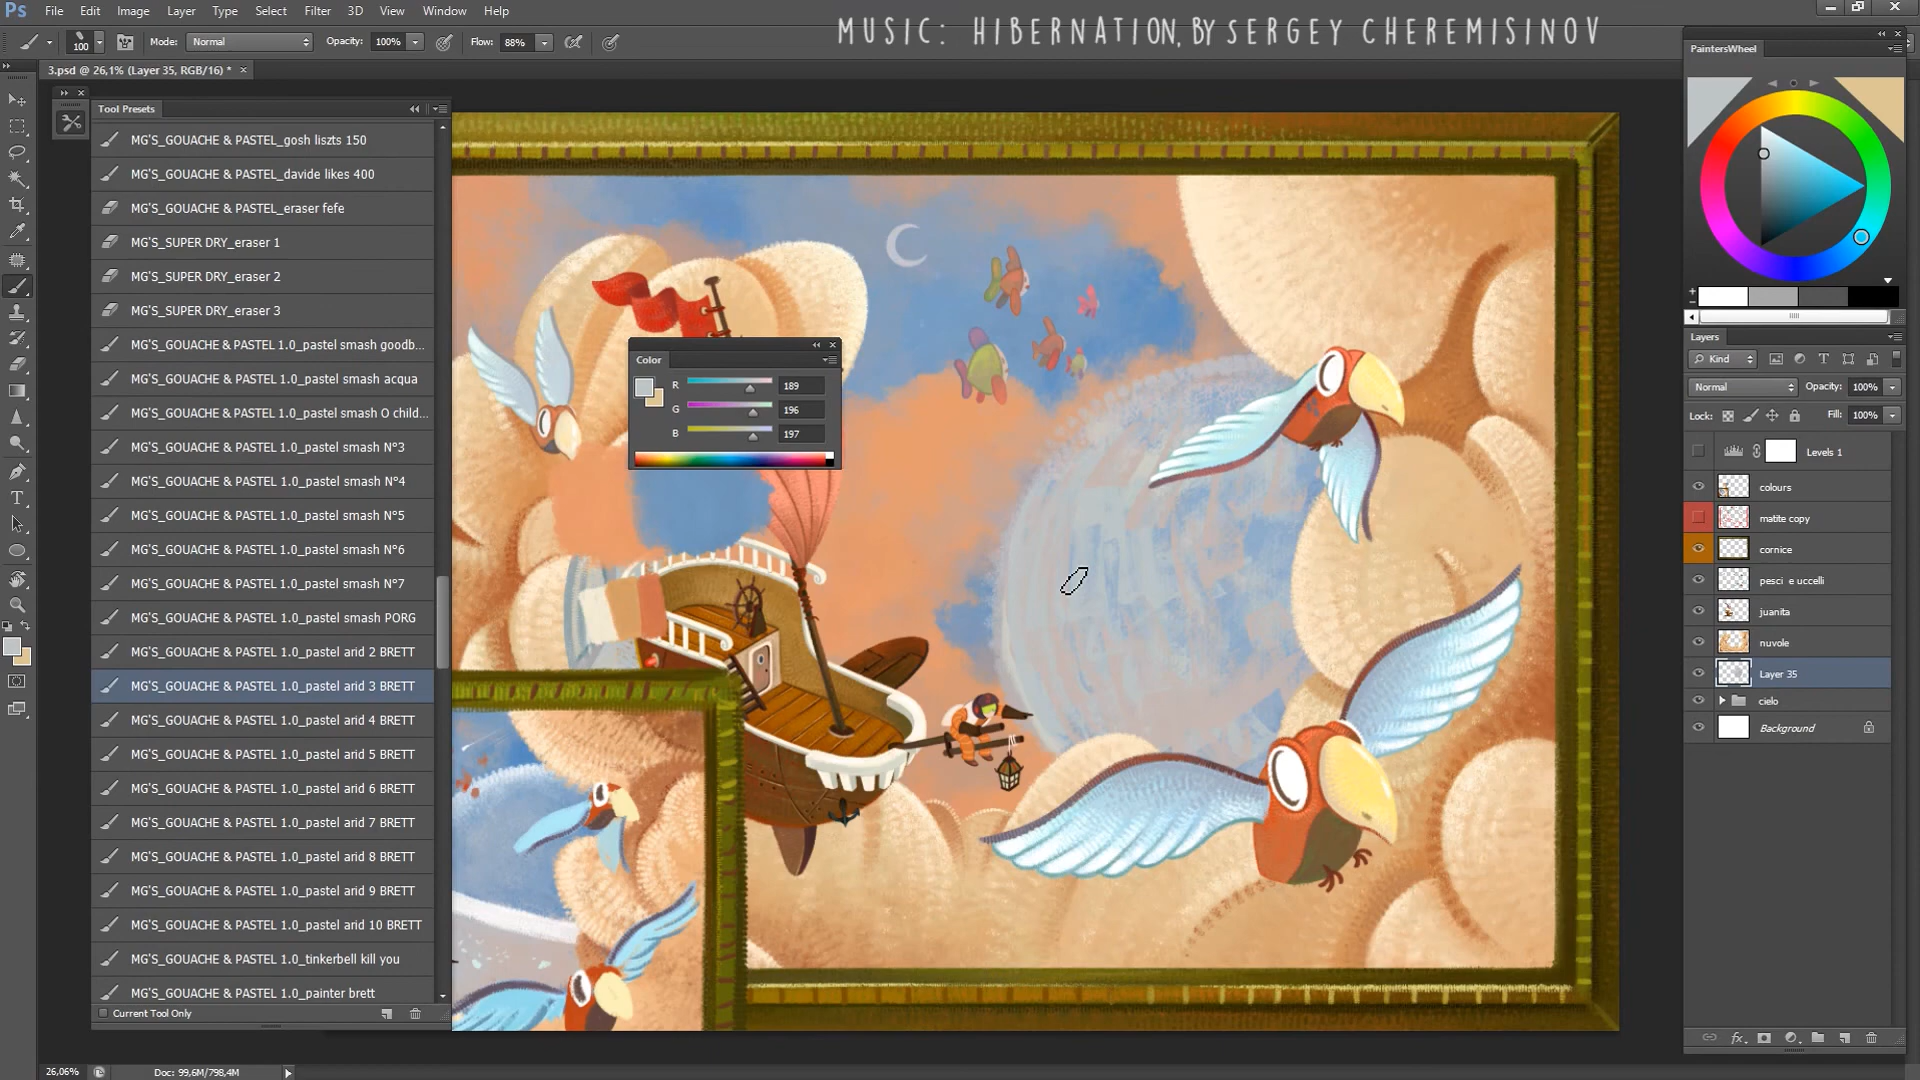 Ps File Edit Image Layer Type Select Filter 3D View Window Help
MUSIC: HIBERNATION, BY SERGEY CHEREMISINOV
100 Mode: Normal Opacity: 100% Flow: 88%
3.psd @ 26,1% (Layer 35, RGB/16) * ×
Tool Presets
MG'S_GOUACHE & PASTEL_gosh liszts 150
MG'S_GOUACHE & PASTEL_davide likes 400
MG'S_GOUACHE & PASTEL_eraser fefe
MG'S_SUPER DRY_eraser 1
MG'S_SUPER DRY_eraser 2
MG'S_SUPER DRY_eraser 3
MG'S_GOUACHE & PASTEL 1.0_pastel smash goodb...
MG'S_GOUACHE & PASTEL 1.0_pastel smash acqua
MG'S_GOUACHE & PASTEL 1.0_pastel smash O child...
MG'S_GOUACHE & PASTEL 1.0_pastel smash N°3
MG'S_GOUACHE & PASTEL 1.0_pastel smash N°4
MG'S_GOUACHE & PASTEL 1.0_pastel smash N°5
MG'S_GOUACHE & PASTEL 1.0_pastel smash N°6
MG'S_GOUACHE & PASTEL 1.0_pastel smash N°7
MG'S_GOUACHE & PASTEL 1.0_pastel smash PORG
MG'S_GOUACHE & PASTEL 1.0_pastel arid 2 BRETT
MG'S_GOUACHE & PASTEL 1.0_pastel arid 3 BRETT
MG'S_GOUACHE & PASTEL 1.0_pastel arid 4 BRETT
MG'S_GOUACHE & PASTEL 1.0_pastel arid 5 BRETT
MG'S_GOUACHE & PASTEL 1.0_pastel arid 6 BRETT
MG'S_GOUACHE & PASTEL 1.0_pastel arid 7 BRETT
MG'S_GOUACHE & PASTEL 1.0_pastel arid 8 BRETT
MG'S_GOUACHE & PASTEL 1.0_pastel arid 9 BRETT
MG'S_GOUACHE & PASTEL 1.0_pastel arid 10 BRETT
MG'S_GOUACHE & PASTEL 1.0_tinkerbell kill you
MG'S_GOUACHE & PASTEL 1.0_painter brett
Current Tool Only
Color
R 189
G 196
B 197
PaintersWheel
Layers
Kind
Normal Opacity: 100%
Lock: Fill: 100%
Levels 1
colours
matite copy
cornice
pesci e uccelli
juanita
nuvole
Layer 35
cielo
Background
fx
26,06% Doc: 99,6M/798,4M